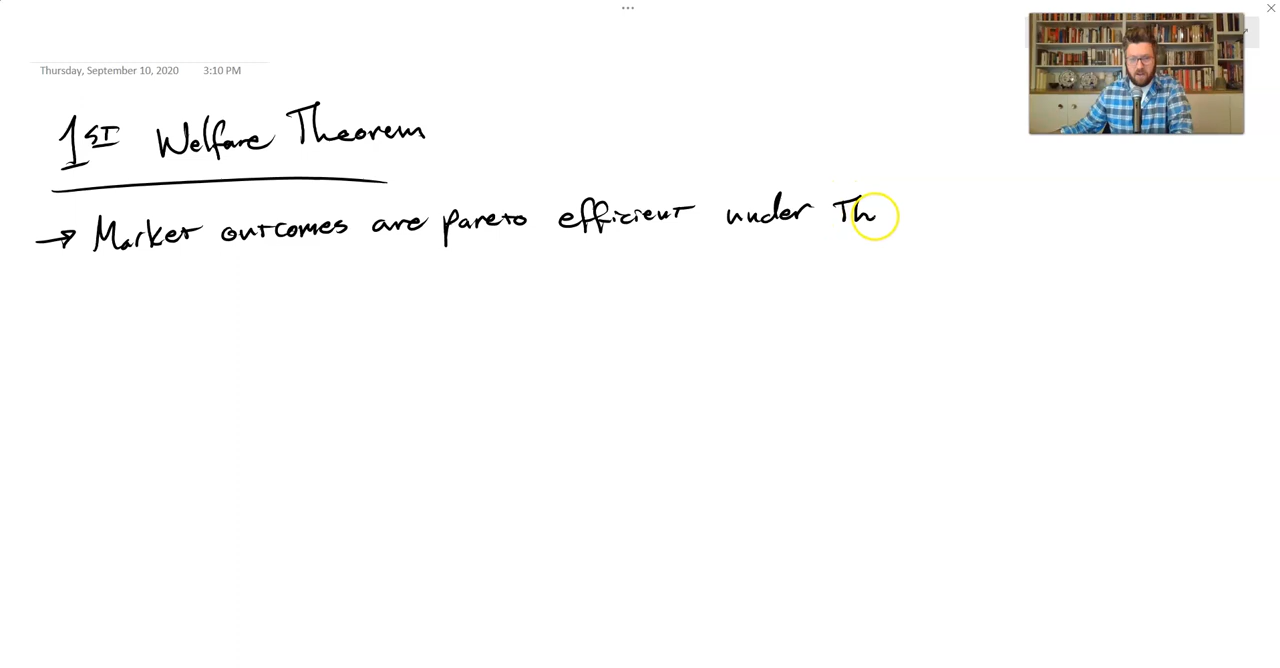 Thursday, September 10, 2020 3:10 PM
1ST Welfare Theorem
→ Market outcomes are pareto efficient under Th